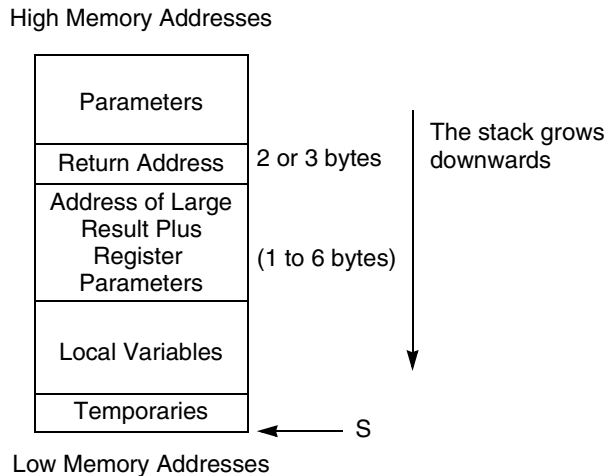 High Memory Addresses
Parameters
The stack grows
downwards
Return Address
2 or 3 bytes
Address of Large
Result Plus
Register
Parameters
(1 to 6 bytes)
Local Variables
Temporaries
S
Low Memory Addresses